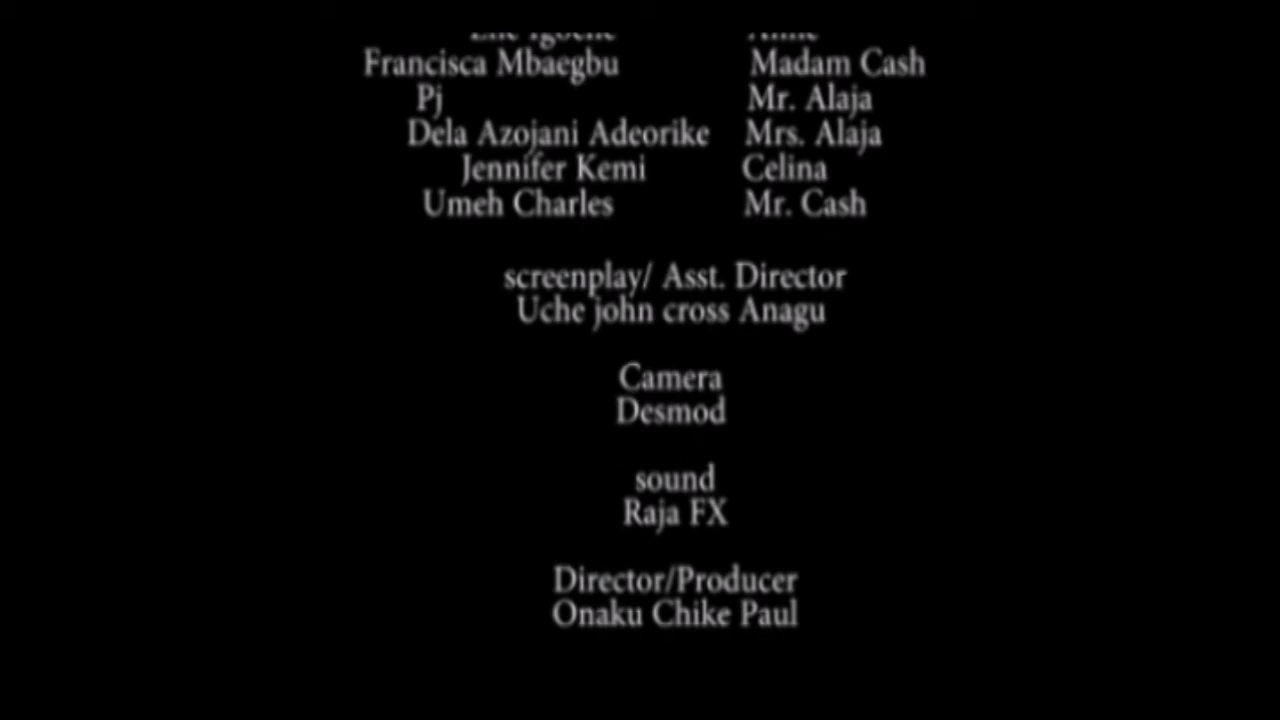 Francisca Mbaegbu Madam Cash
Pj Mr. Alaja
Dela Azojani Adeorike Mrs. Alaja
Jennifer Kemi Celina
Umeh Charles Mr. Cash
screenplay/ Asst. Director
Uche john cross Anagu
Camera
Desmod
sound
Raja FX
Director/Producer
Onaku Chike Paul